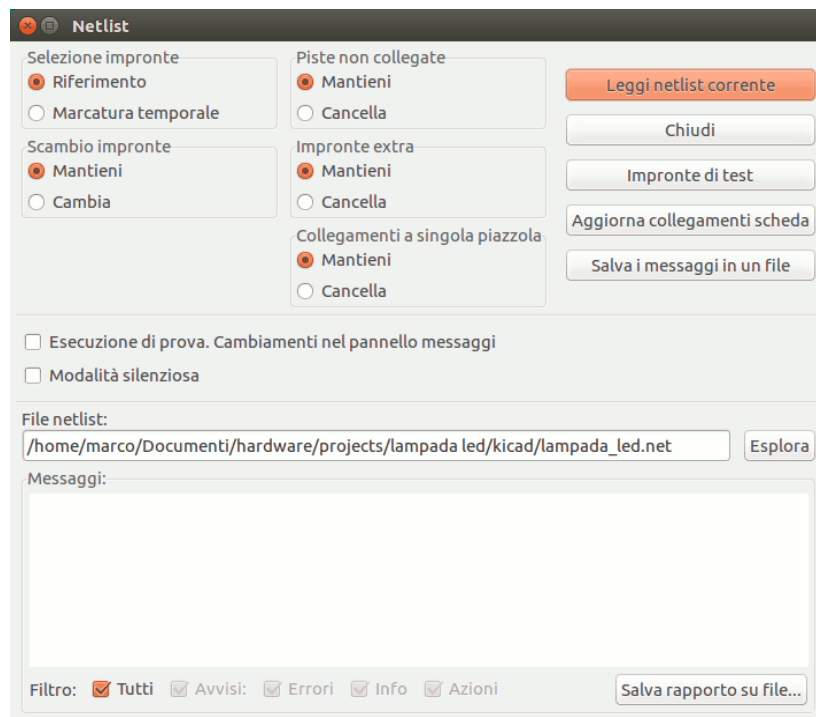 Netlist
Selezione impronte
Riferimento
Marcatura temporale
Scambio impronte
Mantieni
Cambia
Piste non collegate
Mantieni
Cancella
Impronte extra
Mantieni
Cancella
Collegamenti a singola piazzola
Mantieni
Cancella
Leggi netlist corrente
Chiudi
Impronte di test
Aggiorna collegamenti scheda
Salva i messaggi in un file
Esecuzione di prova. Cambiamenti nel pannello messaggi
Modalità silenziosa
File netlist:
/home/marco/Documenti/hardware/projects/lampada led/kicad/lampada_led.net Esplora
Messaggi:
Filtro: Tutti Avvisi: Errori Info Azioni Salva rapporto su file...